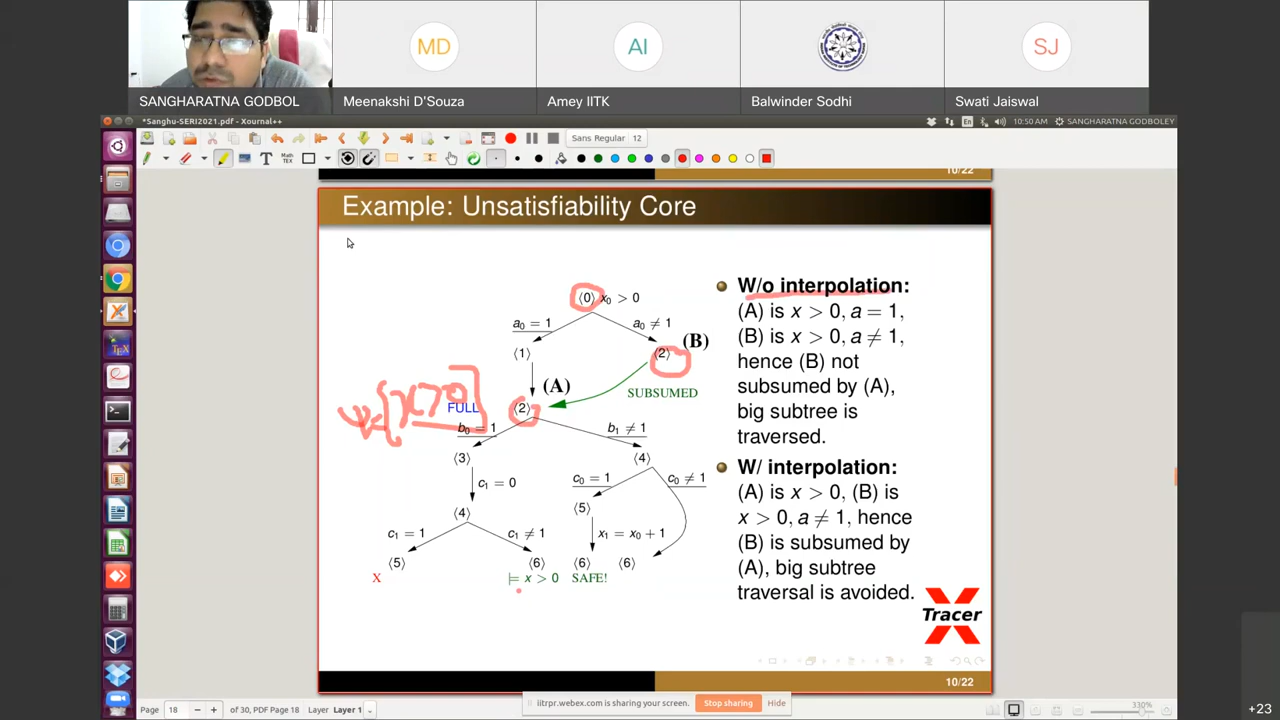 MD
AI
SJ
SANGHARATNA GODBOL
Meenakshi D'Souza
Amey IITK
Balwinder Sodhi
Swati Jaiswal
*Sanghu-SERI2021.pdf - Xournal++
En
10:50 AM
SANGHARATNA GODBOLEY
Sans Regular
12
10/22
Example: Unsatisfiability Core
⟨0⟩ x₀ > 0
a₀ = 1
a₀ ≠ 1
⟨1⟩
⟨2⟩
(B)
SUBSUMED
(A)
x > 0
FULL
⟨2⟩
b₀ = 1
b₁ ≠ 1
⟨3⟩
⟨4⟩
c₁ = 0
c₀ = 1
c₀ ≠ 1
⟨5⟩
⟨4⟩
c₁ = 1
c₁ ≠ 1
x₁ = x₀ + 1
⟨5⟩
⟨6⟩
⟨6⟩
⟨6⟩
X
⊨ x > 0
SAFE!
W/o interpolation:
(A) is x > 0, a = 1,
(B) is x > 0, a ≠ 1,
hence (B) not
subsumed by (A),
big subtree is
traversed.
W/ interpolation:
(A) is x > 0, (B) is
x > 0, a ≠ 1, hence
(B) is subsumed by
(A), big subtree
traversal is avoided.
Tracer
10/22
iitrpr.webex.com is sharing your screen.
Stop sharing
Hide
Page
18
of 30, PDF Page 18
Layer
Layer 1
330%
+23